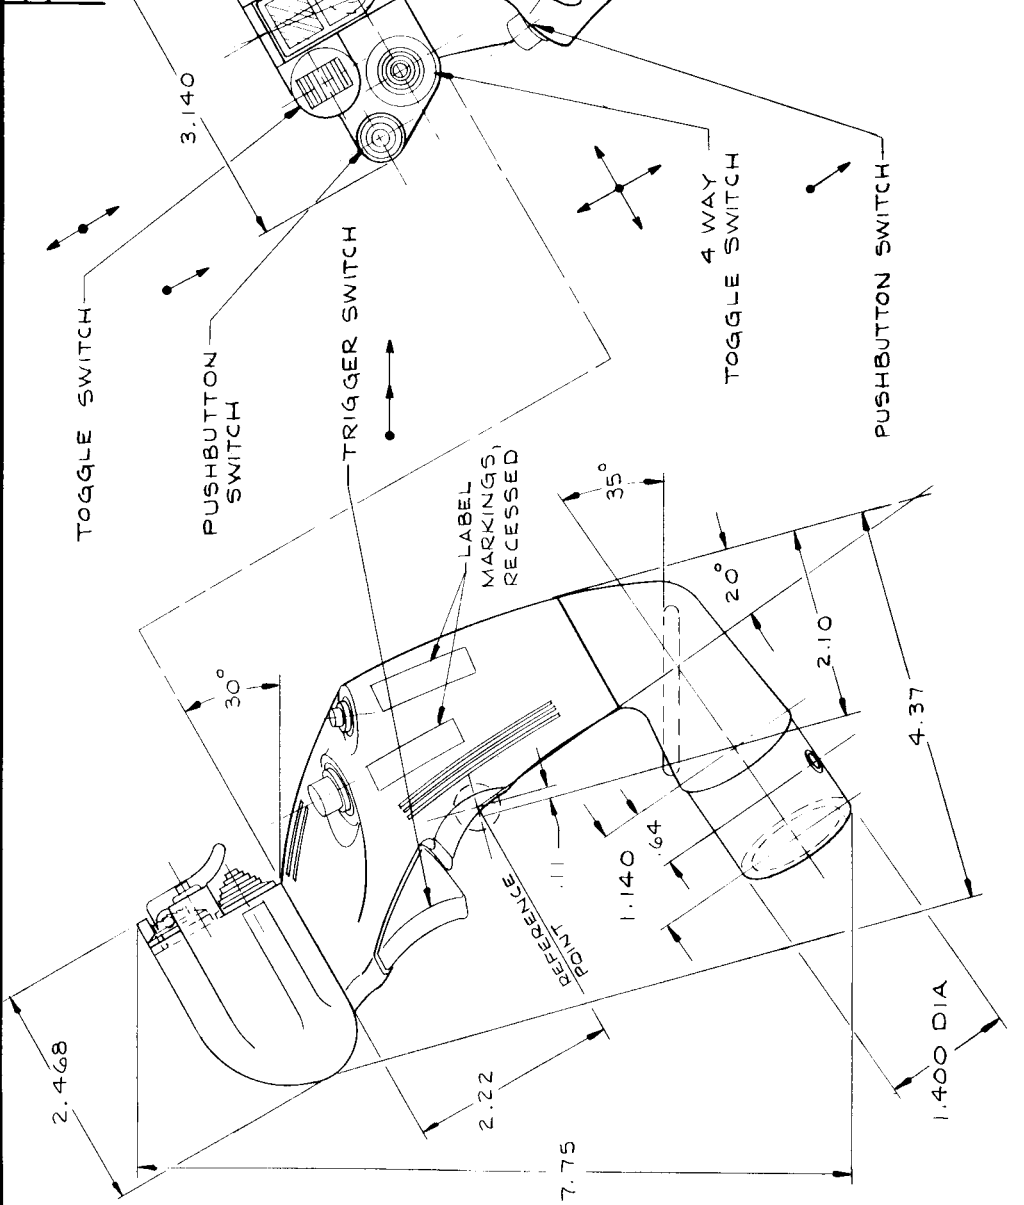 3.140
TOGGLE SWITCH
PUSHBUTTON
SWITCH
TRIGGER SWITCH
4 WAY
TOGGLE SWITCH
PUSHBUTTON SWITCH
LABEL
MARKINGS,
RECESSED
30°
35°
20°
2.10
4.37
.64
1.140
.11
REFERENCE
POINT
2.468
2.22
7.75
1.400 DIA